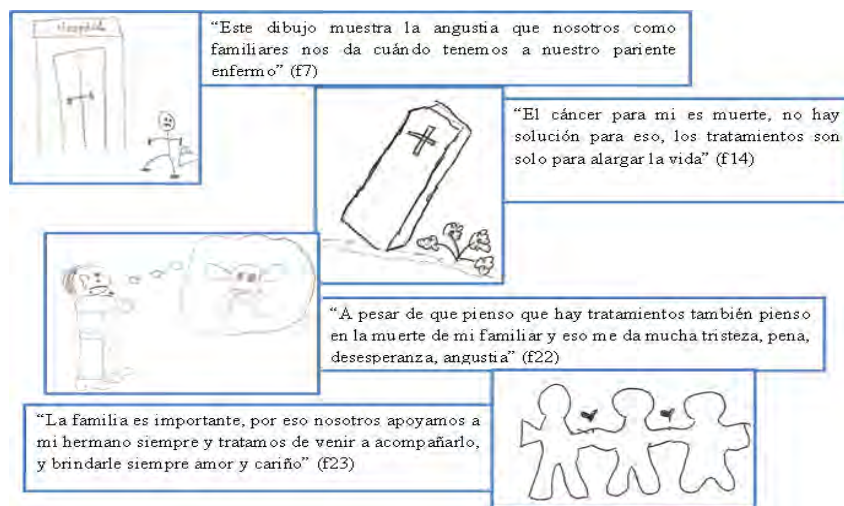 Hospital
“Este dibujo muestra la angustia que nosotros como
familiares nos da cuándo tenemos a nuestro pariente
enfermo” (f7)
“El cáncer para mi es muerte, no hay
solución para eso, los tratamientos son
solo para alargar la vida” (f14)
“A pesar de que pienso que hay tratamientos también pienso
en la muerte de mi familiar y eso me da mucha tristeza, pena,
desesperanza, angustia” (f22)
“La familia es importante, por eso nosotros apoyamos a
mi hermano siempre y tratamos de venir a acompañarlo,
y brindarle siempre amor y cariño” (f23)